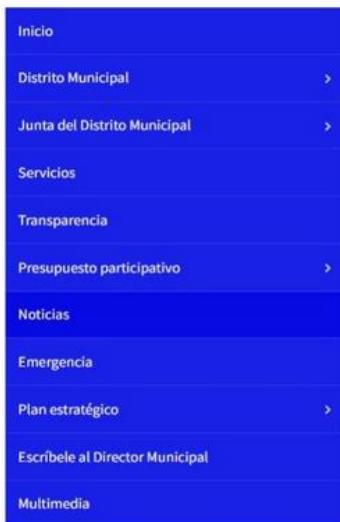 Inicio
Distrito Municipal
Junta del Distrito Municipal
Servicios
Transparencia
Presupuesto participativo
Noticias
Emergencia
Plan estratégico
Escríbele al Director Municipal
Multimedia